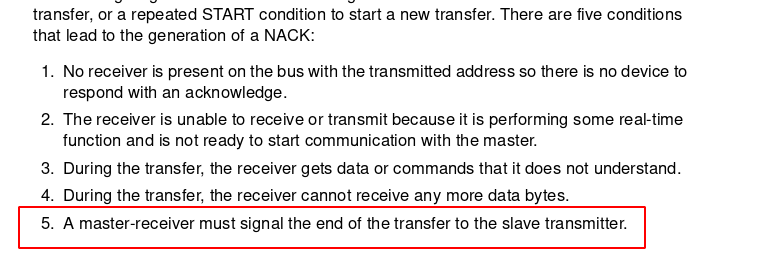 transfer, or a repeated START condition to start a new transfer. There are five conditions
that lead to the generation of a NACK:
1. No receiver is present on the bus with the transmitted address so there is no device to
respond with an acknowledge.
2. The receiver is unable to receive or transmit because it is performing some real-time
function and is not ready to start communication with the master.
3. During the transfer, the receiver gets data or commands that it does not understand.
4. During the transfer, the receiver cannot receive any more data bytes.
5. A master-receiver must signal the end of the transfer to the slave transmitter.